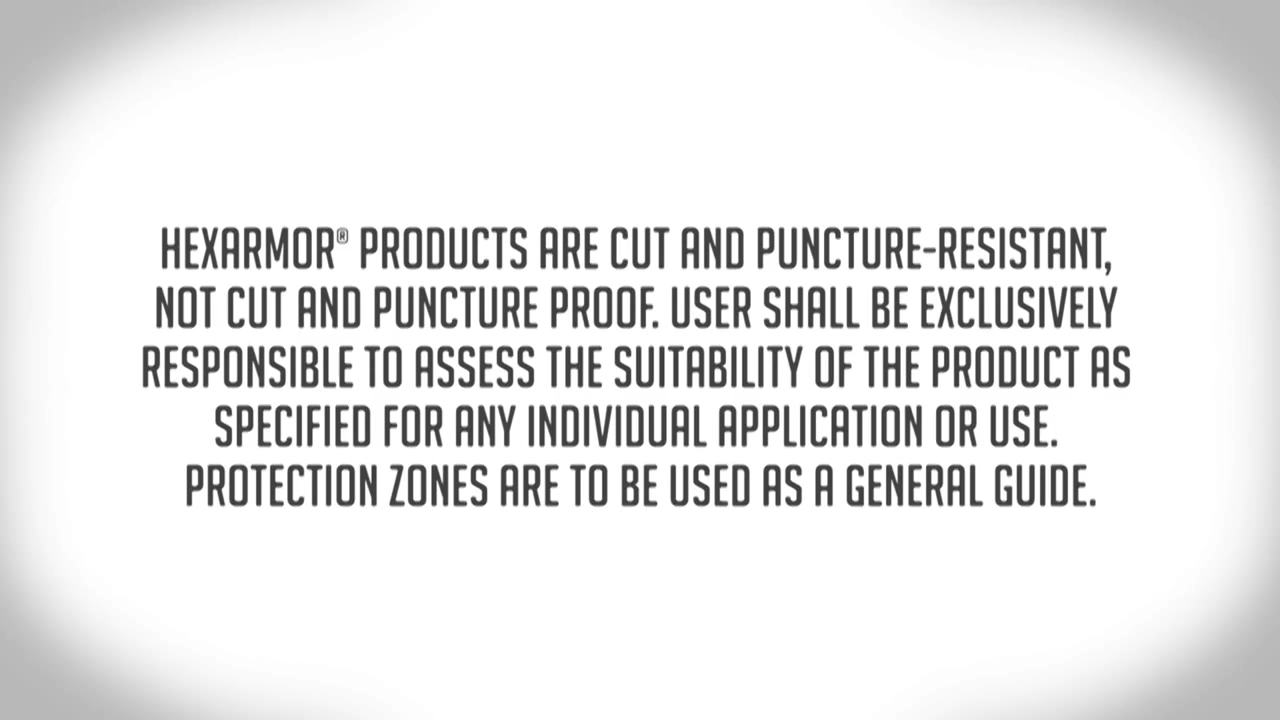 HEXARMOR® PRODUCTS ARE CUT AND PUNCTURE-RESISTANT,
NOT CUT AND PUNCTURE PROOF. USER SHALL BE EXCLUSIVELY
RESPONSIBLE TO ASSESS THE SUITABILITY OF THE PRODUCT AS
SPECIFIED FOR ANY INDIVIDUAL APPLICATION OR USE.
PROTECTION ZONES ARE TO BE USED AS A GENERAL GUIDE.